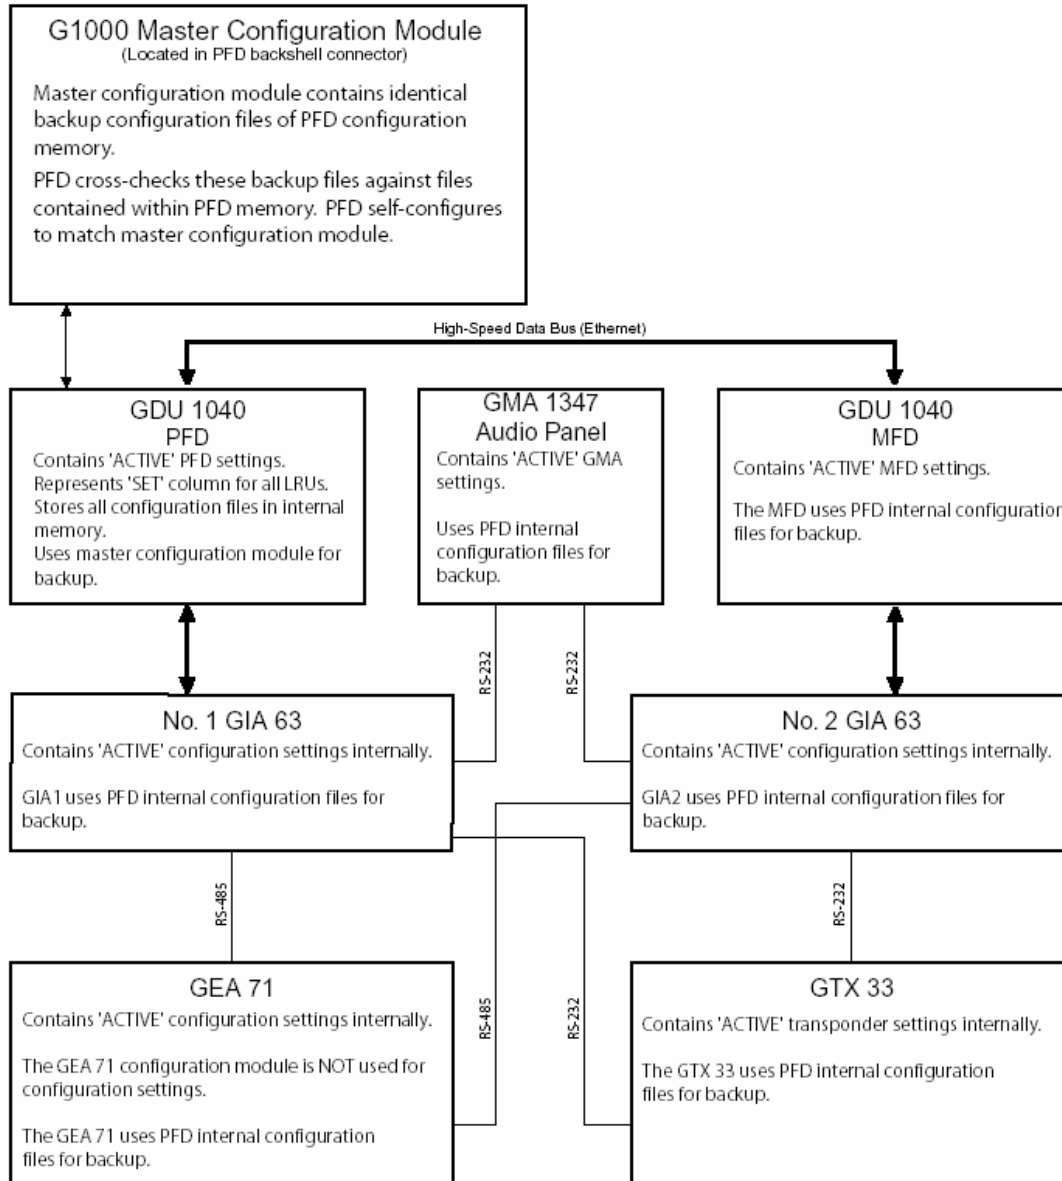 G1000 Master Configuration Module
(Located in PFD backshell connector)
Master configuration module contains identical
backup configuration files of PFD configuration
memory.
PFD cross-checks these backup files against files
contained within PFD memory. PFD self-configures
to match master configuration module.
High-Speed Data Bus (Ethernet)
GDU 1040
PFD
Contains 'ACTIVE' PFD settings.
Represents 'SET' column for all LRUs.
Stores all configuration files in internal
memory.
Uses master configuration module for
backup.
GMA 1347
Audio Panel
Contains 'ACTIVE' GMA
settings.
Uses PFD internal
configuration files for
backup.
GDU 1040
MFD
Contains 'ACTIVE' MFD settings.
The MFD uses PFD internal configuration
files for backup.
RS-232
RS-232
No. 1 GIA 63
Contains 'ACTIVE' configuration settings internally.
GIA1 uses PFD internal configuration files for
backup.
No. 2 GIA 63
Contains 'ACTIVE' configuration settings internally.
GIA2 uses PFD internal configuration files for
backup.
RS-485
RS-232
RS-485
RS-232
GEA 71
Contains 'ACTIVE' configuration settings internally.
The GEA 71 configuration module is NOT used for
configuration settings.
The GEA 71 uses PFD internal configuration
files for backup.
GTX 33
Contains 'ACTIVE' transponder settings internally.
The GTX 33 uses PFD internal configuration
files for backup.